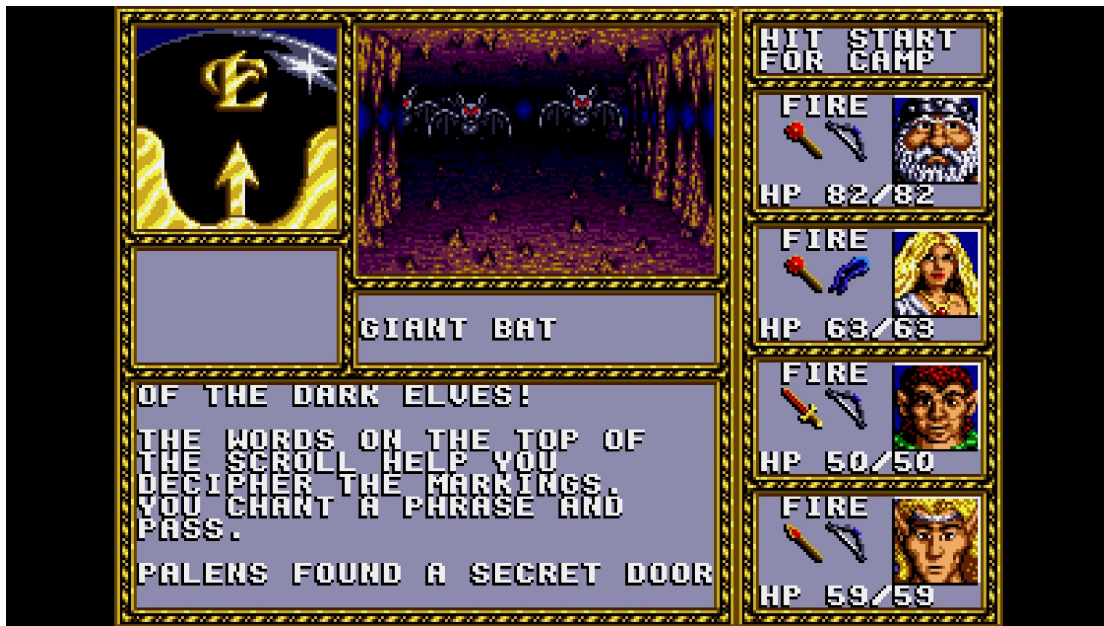 E
GIANT BAT
OF THE DARK ELVES!
THE WORDS ON THE TOP OF
THE SCROLL HELP YOU
DECIPHER THE MARKINGS.
YOU CHANT A PHRASE AND
PASS.
PALENS FOUND A SECRET DOOR
HIT START
FOR CAMP
FIRE
HP 82/82
FIRE
HP 63/63
FIRE
HP 50/50
FIRE
HP 59/59